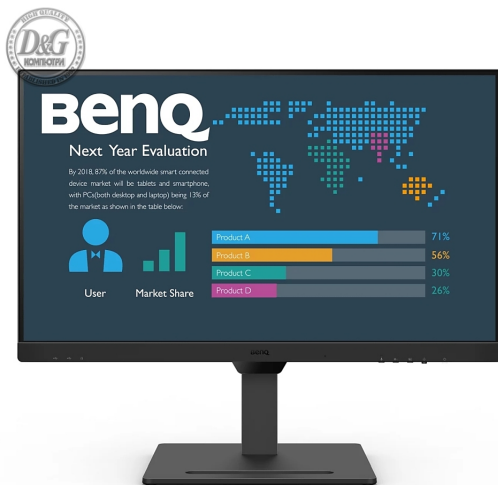 HIGH QUALITY
D&G
КОМПЮТРИ
BenQ
Next Year Evaluation
By 2018, 87% of the worldwide smart connected
device market will be tablets and smartphone,
with PCs(both desktop and laptop) being 13% of
the market as shown in the table below:
User
Market Share
Product A 71%
Product B 56%
Product C 30%
Product D 26%
BenQ